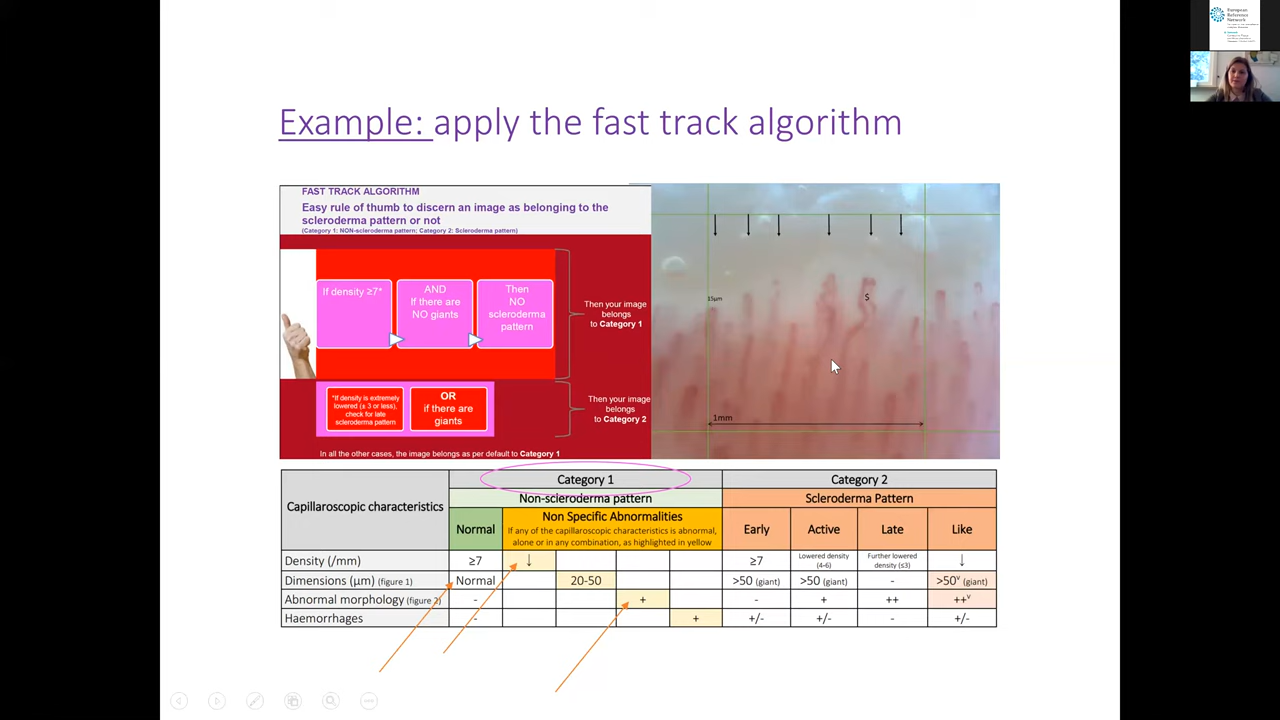 European
Reference
Network
Example: apply the fast track algorithm
FAST TRACK ALGORITHM
Easy rule of thumb to discern an image as belonging to the
scleroderma pattern or not
(Category 1: NON-scleroderma pattern; Category 2: Scleroderma pattern)
If density ≥7*
AND
If there are
NO giants
Then
NO
scleroderma
pattern
Then your image
belongs
to Category 1
*If density is extremely
lowered (± 3 or less),
check for late
scleroderma pattern
OR
if there are
giants
Then your image
belongs
to Category 2
In all the other cases, the image belongs as per default to Category 1
15µm
S
1mm
Capillaroscopic characteristics
Category 1
Category 2
Non-scleroderma pattern
Scleroderma Pattern
Normal
Non Specific Abnormalities
If any of the capillaroscopic characteristics is abnormal,
alone or in any combination, as highlighted in yellow
Early
Active
Late
Like
Density (/mm) ≥7 ↓ ≥7 Lowered density (4-6) Further lowered density (≤3) ↓
Dimensions (µm) (figure 1) Normal 20-50 >50 (giant) >50 (giant) - >50ᵛ (giant)
Abnormal morphology (figure 2) - + - + ++ ++ᵛ
Haemorrhages - + +/- +/- - +/-